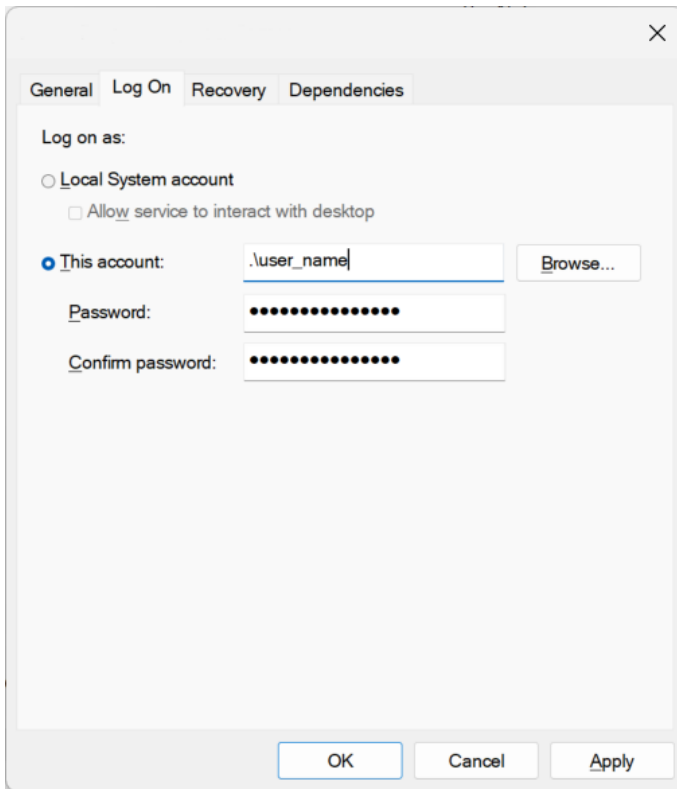 General Log On Recovery Dependencies
Log on as:
Local System account
Allow service to interact with desktop
This account: .\user_name Browse...
Password: ●●●●●●●●●●●●●●●
Confirm password: ●●●●●●●●●●●●●●●
OK Cancel Apply